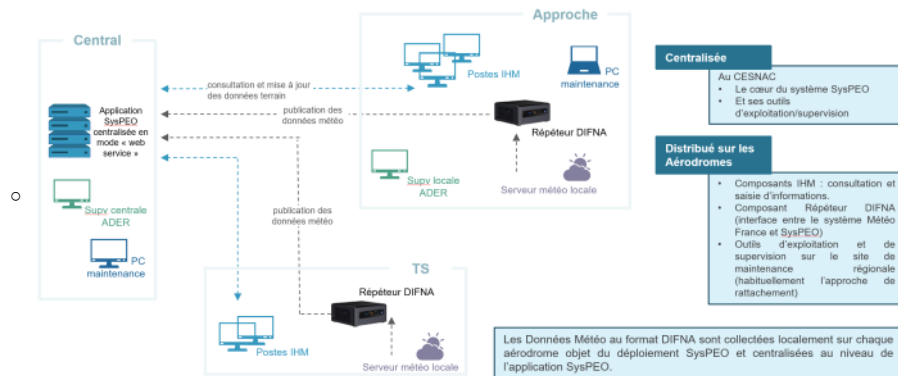 Central
Application
SysPEO
centralisée en
mode « web
service »
Supv centrale
ADER
PC
maintenance
consultation et mise à jour
des données terrain
publication des
données météo
publication des
données météo
Approche
Postes IHM
PC
maintenance
Répéteur DIFNA
Supv locale
ADER
Serveur météo locale
TS
Répéteur DIFNA
Postes IHM
Serveur météo locale
Centralisée
Au CESNAC
• Le cœur du système SysPEO
• Et ses outils
d'exploitation/supervision
Distribué sur les
Aérodromes
• Composants IHM : consultation et
saisie d'informations.
• Composant Répéteur DIFNA
(interface entre le système Météo
France et SysPEO)
• Outils d'exploitation et de
supervision sur le site de
maintenance régionale
(habituellement l'approche de
rattachement)
Les Données Météo au format DIFNA sont collectées localement sur chaque
aérodrome objet du déploiement SysPEO et centralisées au niveau de
l'application SysPEO.